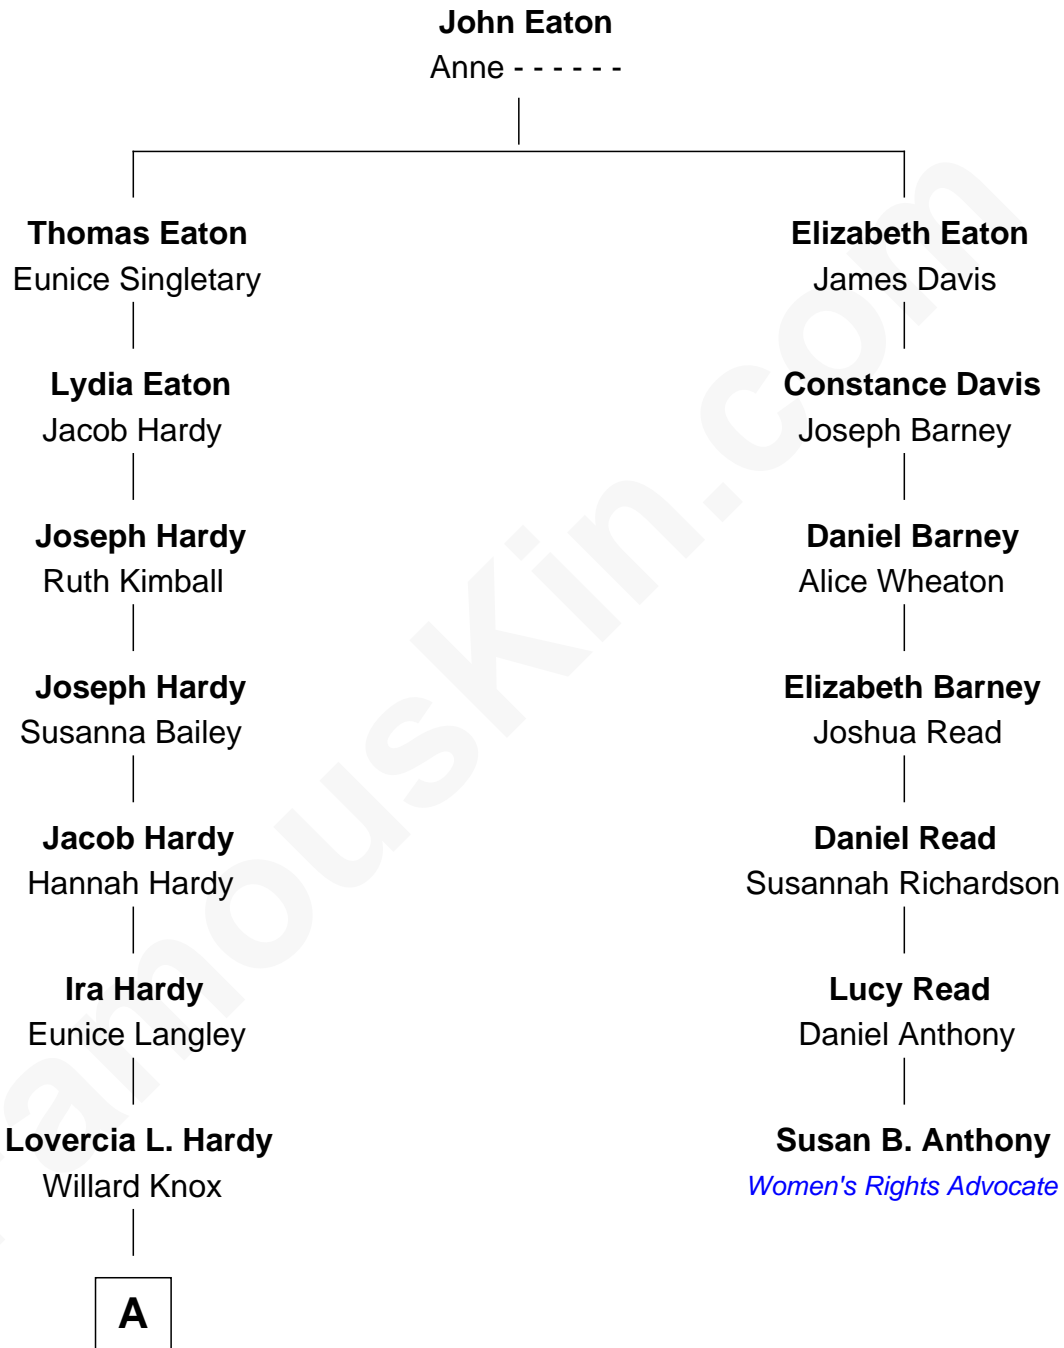 John Eaton
Anne - - - - - -
Thomas Eaton
Eunice Singletary
Elizabeth Eaton
James Davis
Lydia Eaton
Jacob Hardy
Constance Davis
Joseph Barney
Joseph Hardy
Ruth Kimball
Daniel Barney
Alice Wheaton
Joseph Hardy
Susanna Bailey
Elizabeth Barney
Joshua Read
Jacob Hardy
Hannah Hardy
Daniel Read
Susannah Richardson
Ira Hardy
Eunice Langley
Lucy Read
Daniel Anthony
Lovercia L. Hardy
Willard Knox
Susan B. Anthony
Women's Rights Advocate
A
FamousKin.com